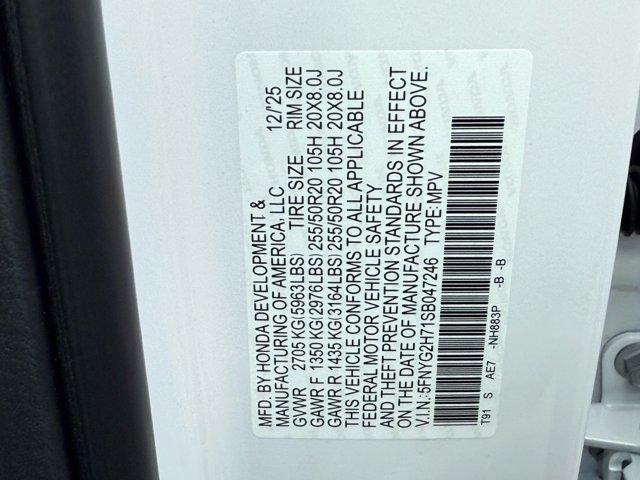 MFD. BY HONDA DEVELOPMENT &
MANUFACTURING OF AMERICA, LLC 12/'25
GVWR 2705 KG(5963LBS) TIRE SIZE RIM SIZE
GAWR F 1350 KG(2976LBS) 255/50R20 105H 20X8.0J
GAWR R 1435 KG(3164LBS) 255/50R20 105H 20X8.0J
THIS VEHICLE CONFORMS TO ALL APPLICABLE
FEDERAL MOTOR VEHICLE SAFETY
AND THEFT PREVENTION STANDARDS IN EFFECT
ON THE DATE OF MANUFACTURE SHOWN ABOVE.
V.I.N.: 5FNYG2H71SB047246 TYPE: MPV
T91 S AE7 -NH883P -B -B